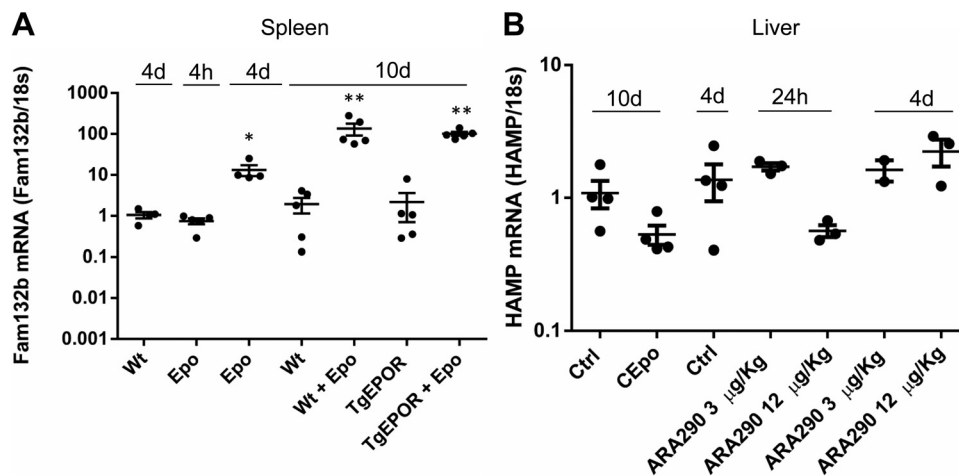 A
Spleen
4d
4h
4d
10d
Fam132b mRNA (Fam132b/18s)
1000
100
10
1
0.1
0.01
0.001
*
**
**
Wt
Epo
Epo
Wt
Wt + Epo
TgEPOR
TgEPOR + Epo
B
Liver
10d
4d
24h
4d
HAMP mRNA (HAMP/18s)
10
1
0.1
Ctrl
CEpo
Ctrl
ARA290 3 μg/Kg
ARA290 12 μg/Kg
ARA290 3 μg/Kg
ARA290 12 μg/Kg